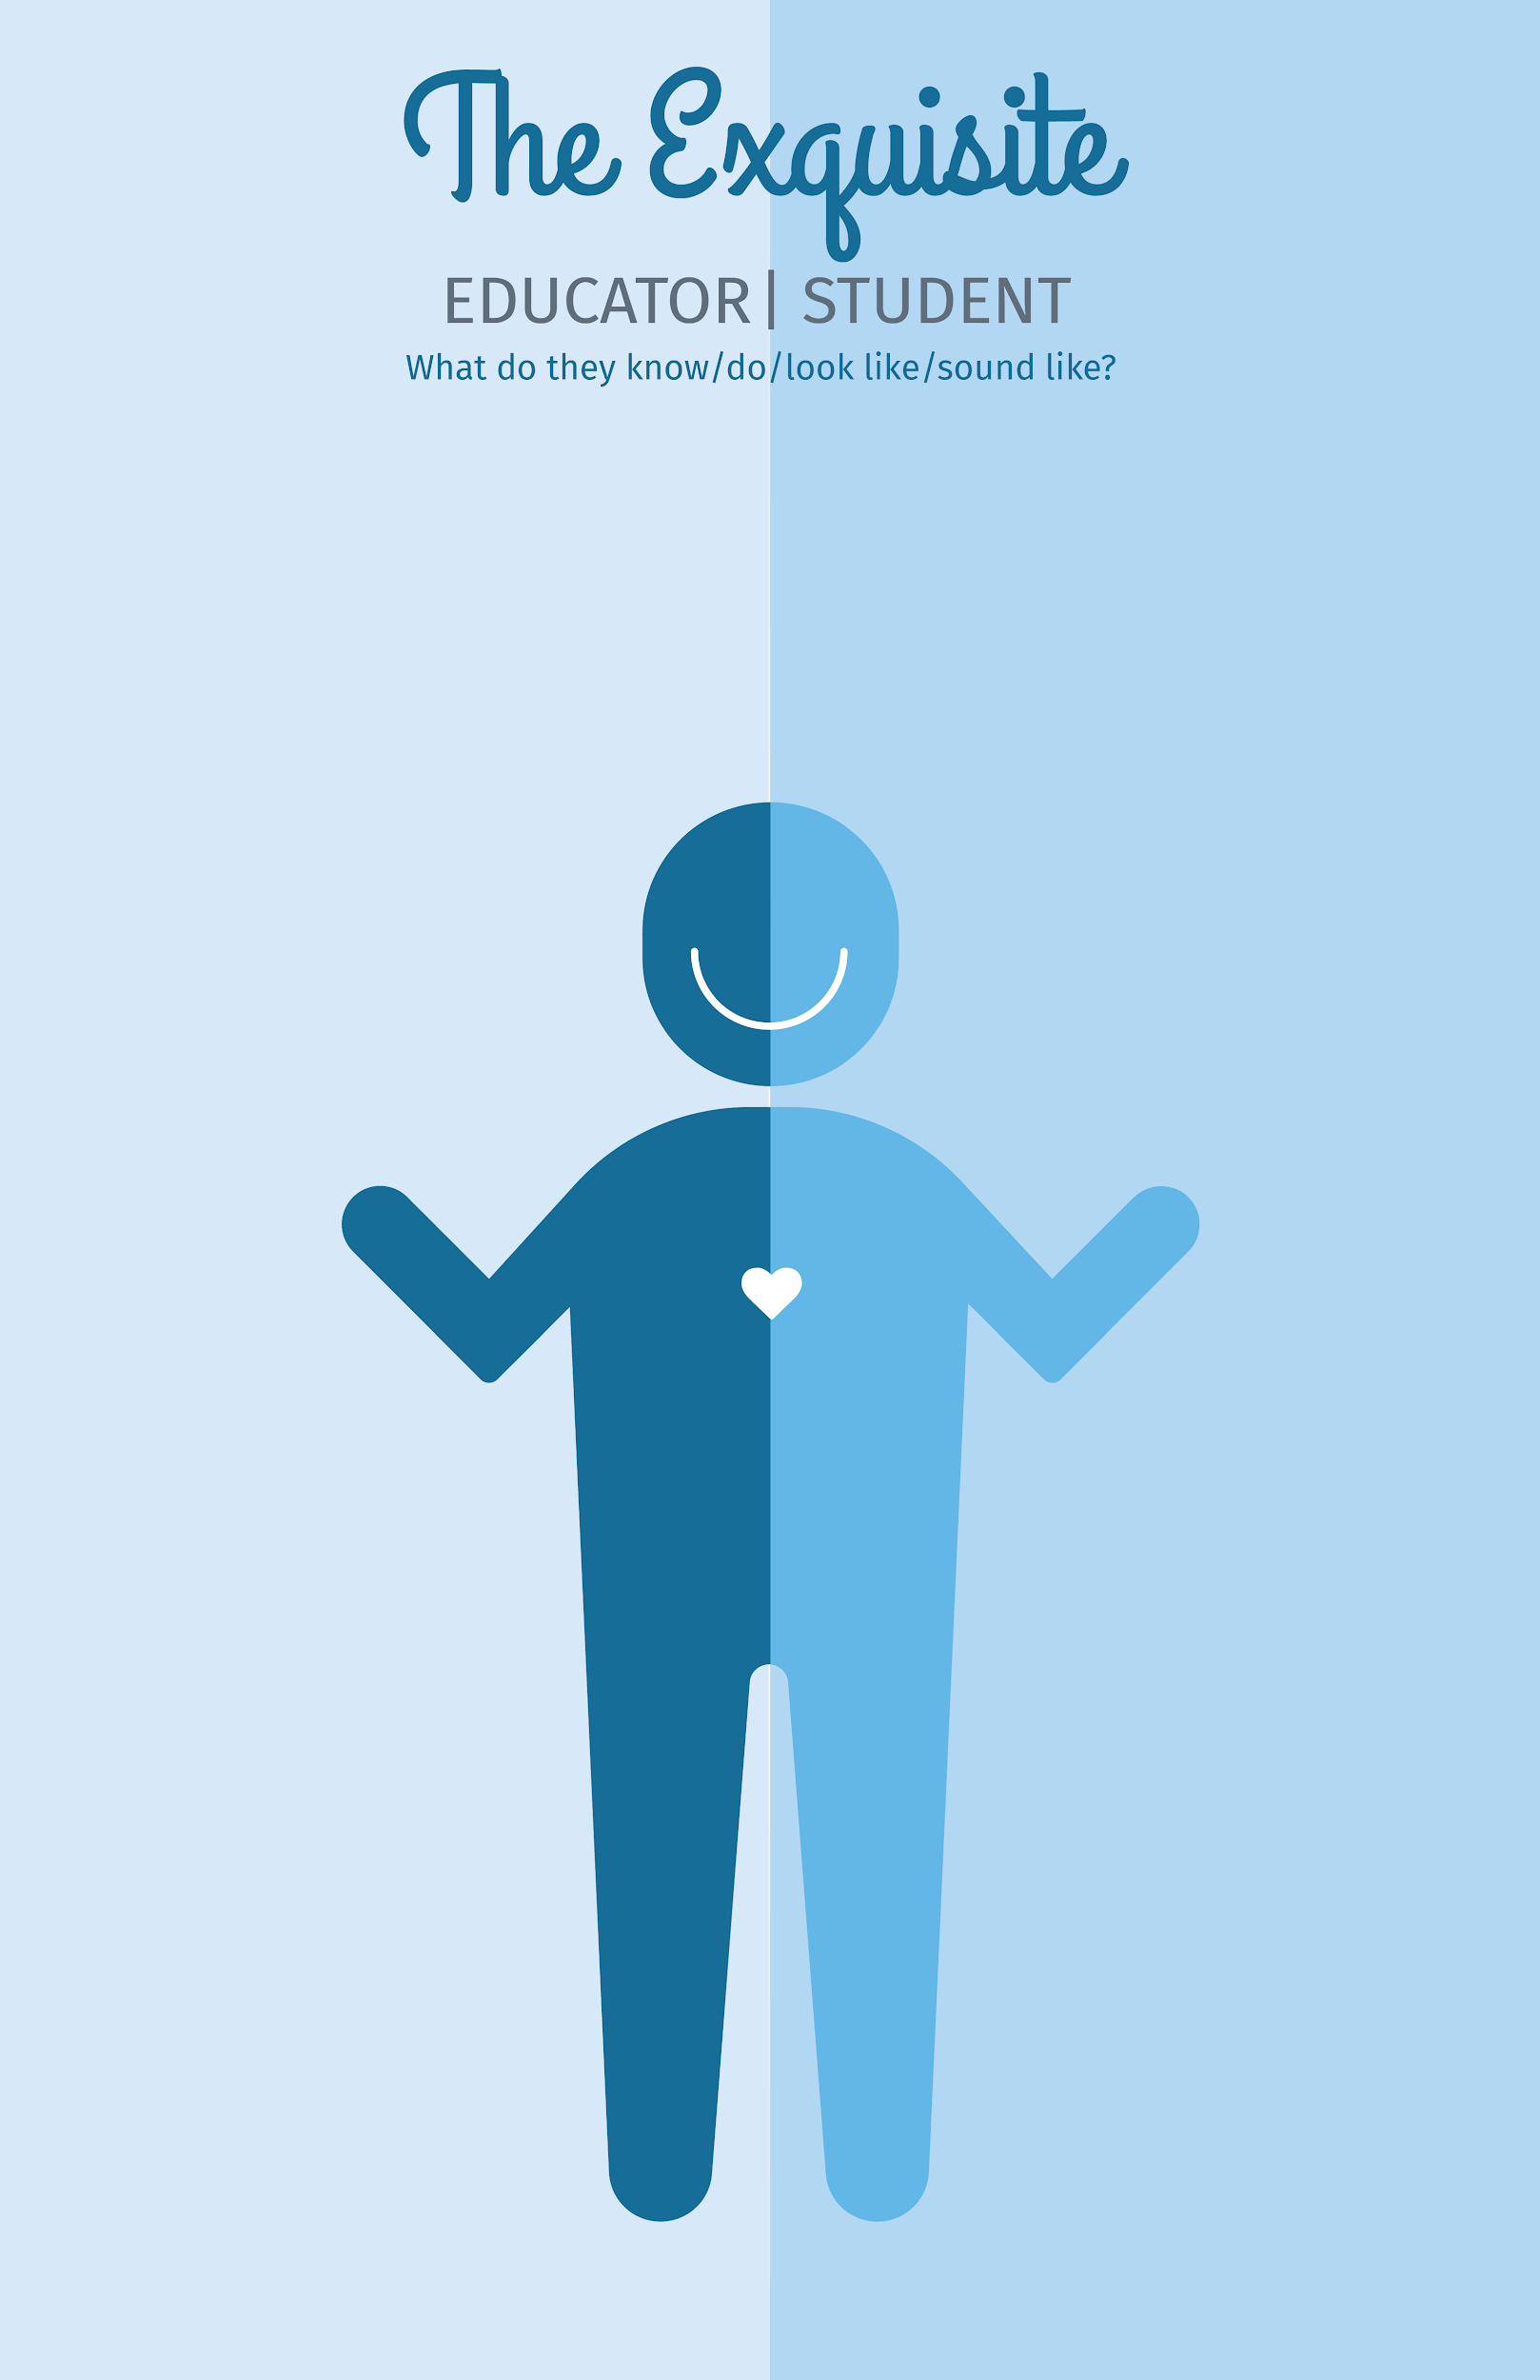 The Exquisite
EDUCATOR| STUDENT
What do they know/do/look like/sound like?